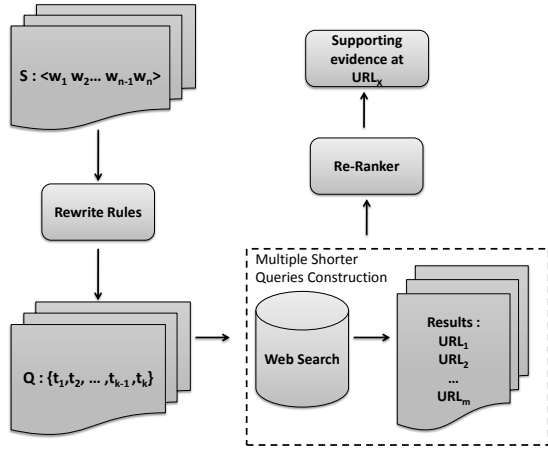 S : <w₁ w₂... wₙ₋₁wₙ>
Rewrite Rules
Q : {t₁,t₂, ... ,tₖ₋₁,tₖ}
Multiple Shorter
Queries Construction
Web Search
Results :
URL₁
URL₂
...
URLₘ
Re-Ranker
Supporting
evidence at
URLₓ